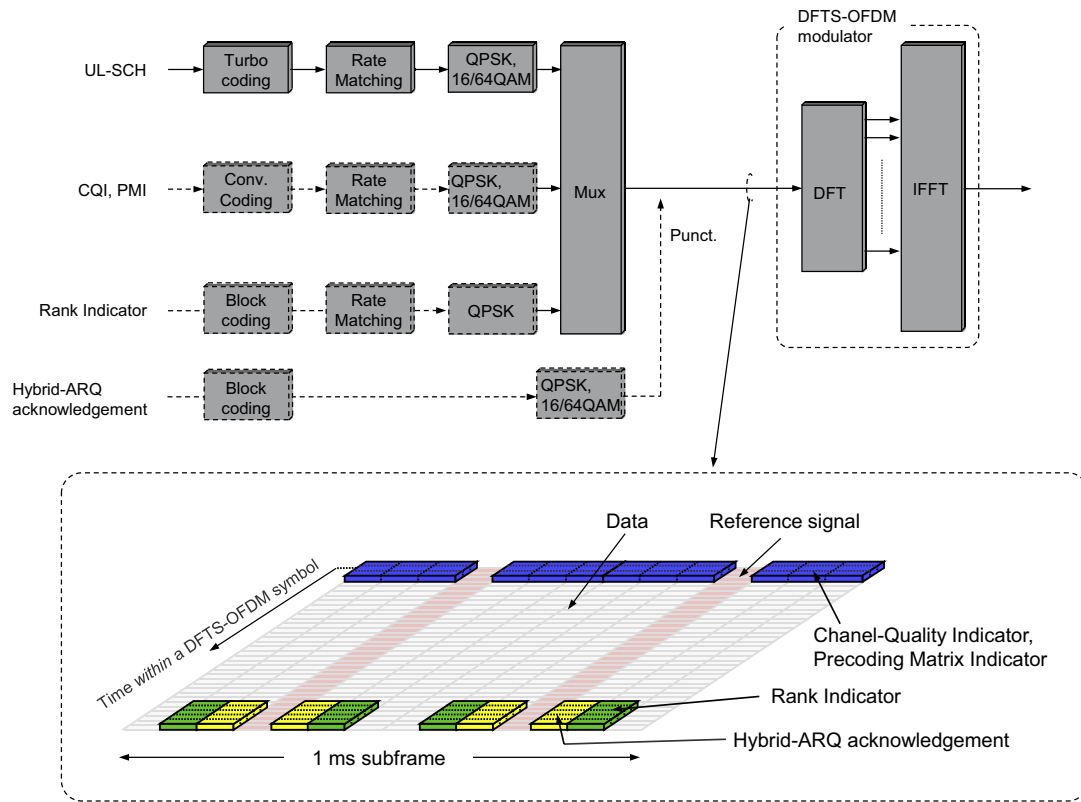 DFTS-OFDM
modulator
UL-SCH
Turbo
coding
Rate
Matching
QPSK,
16/64QAM
CQI, PMI
Conv.
Coding
Rate
Matching
QPSK,
16/64QAM
Mux
DFT
IFFT
Punct.
Rank Indicator
Block
coding
Rate
Matching
QPSK
Hybrid-ARQ
acknowledgement
Block
coding
QPSK,
16/64QAM
Data
Reference signal
Time within a DFTS-OFDM symbol
Chanel-Quality Indicator,
Precoding Matrix Indicator
Rank Indicator
Hybrid-ARQ acknowledgement
1 ms subframe